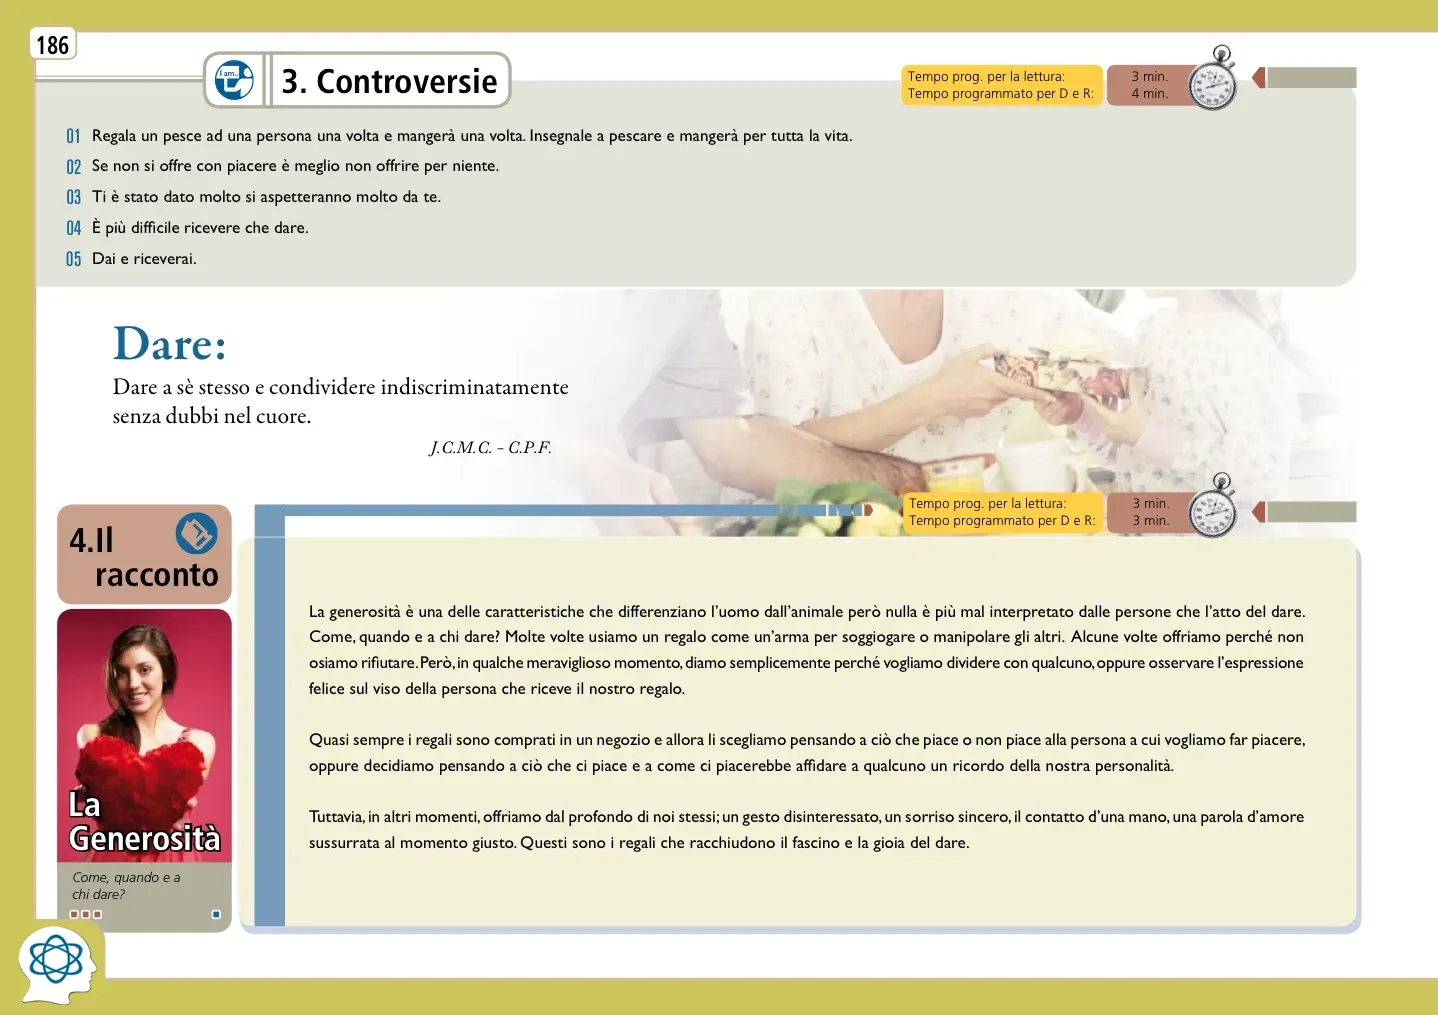 186
I am...
3. Controversie
Tempo prog. per la lettura: 3 min.
Tempo programmato per D e R: 4 min.
01 Regala un pesce ad una persona una volta e mangerà una volta. Insegnale a pescare e mangerà per tutta la vita.
02 Se non si offre con piacere è meglio non offrire per niente.
03 Ti è stato dato molto si aspetteranno molto da te.
04 È più difficile ricevere che dare.
05 Dai e riceverai.
Dare:
Dare a sè stesso e condividere indiscriminatamente
senza dubbi nel cuore.
J.C.M.C. – C.P.F.
Tempo prog. per la lettura: 3 min.
Tempo programmato per D e R: 3 min.
4.Il
racconto
La
Generosità
Come, quando e a
chi dare?
La generosità è una delle caratteristiche che differenziano l'uomo dall'animale però nulla è più mal interpretato dalle persone che l'atto del dare.
Come, quando e a chi dare? Molte volte usiamo un regalo come un'arma per soggiogare o manipolare gli altri. Alcune volte offriamo perché non
osiamo rifiutare. Però, in qualche meraviglioso momento, diamo semplicemente perché vogliamo dividere con qualcuno, oppure osservare l'espressione
felice sul viso della persona che riceve il nostro regalo.
Quasi sempre i regali sono comprati in un negozio e allora li scegliamo pensando a ciò che piace o non piace alla persona a cui vogliamo far piacere,
oppure decidiamo pensando a ciò che ci piace e a come ci piacerebbe affidare a qualcuno un ricordo della nostra personalità.
Tuttavia, in altri momenti, offriamo dal profondo di noi stessi; un gesto disinteressato, un sorriso sincero, il contatto d'una mano, una parola d'amore
sussurrata al momento giusto. Questi sono i regali che racchiudono il fascino e la gioia del dare.